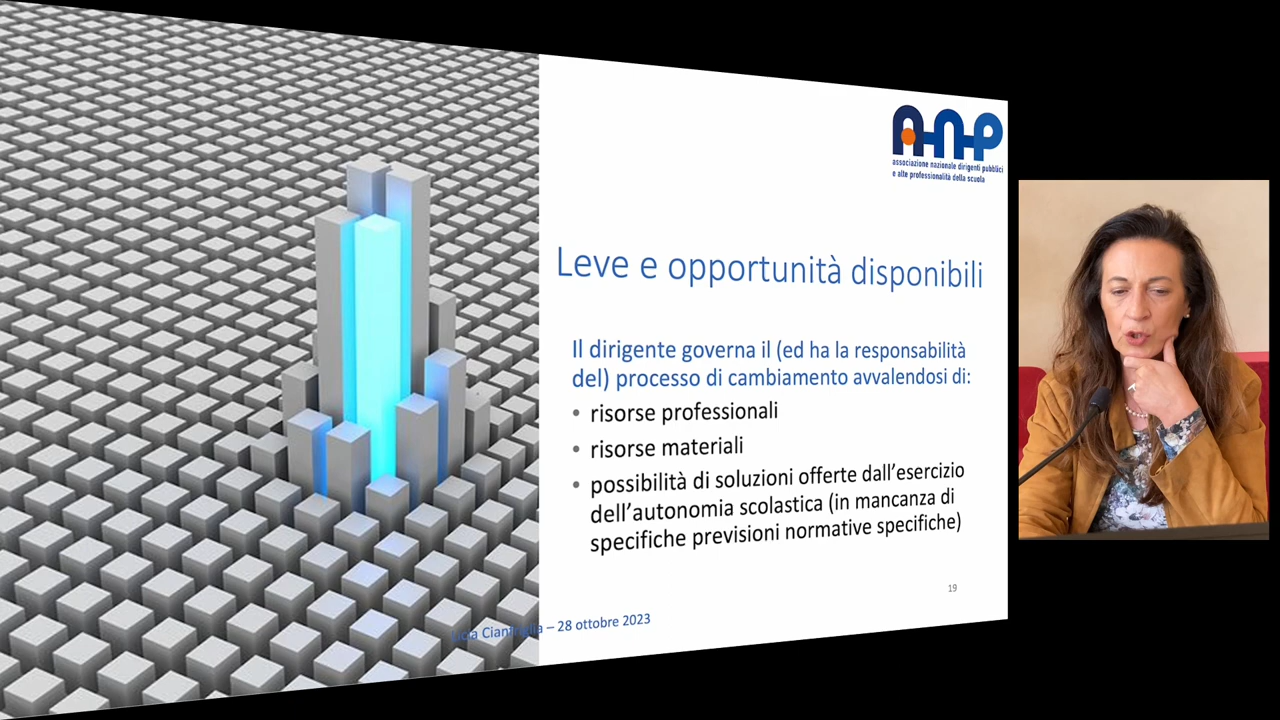 A-n-P
associazione nazionale dirigenti pubblici
e alte professionalità della scuola
Leve e opportunità disponibili
Il dirigente governa il (ed ha la responsabilità
del) processo di cambiamento avvalendosi di:
• risorse professionali
• risorse materiali
• possibilità di soluzioni offerte dall'esercizio
dell'autonomia scolastica (in mancanza di
specifiche previsioni normative specifiche)
19
– 28 ottobre 2023